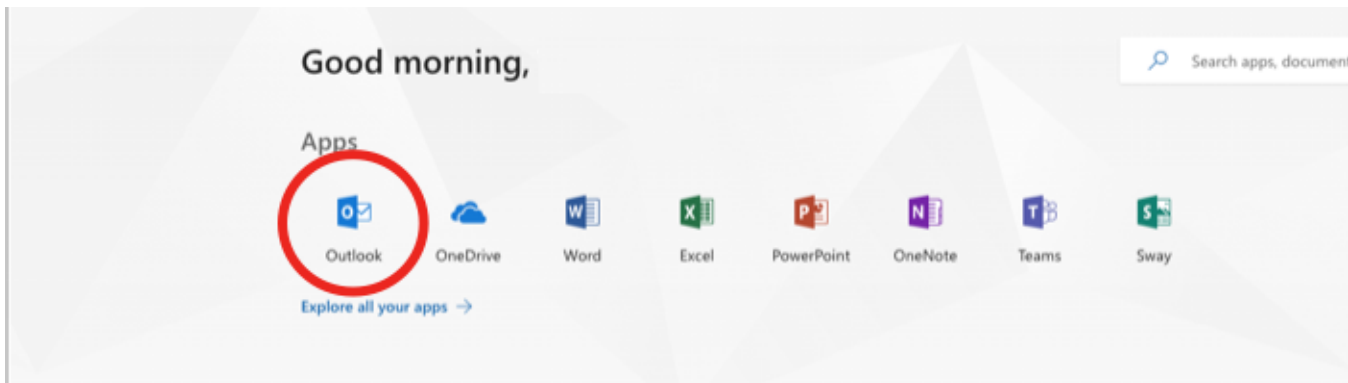 Good morning,
Search apps, document
Apps
Outlook OneDrive Word Excel PowerPoint OneNote Teams Sway
Explore all your apps →